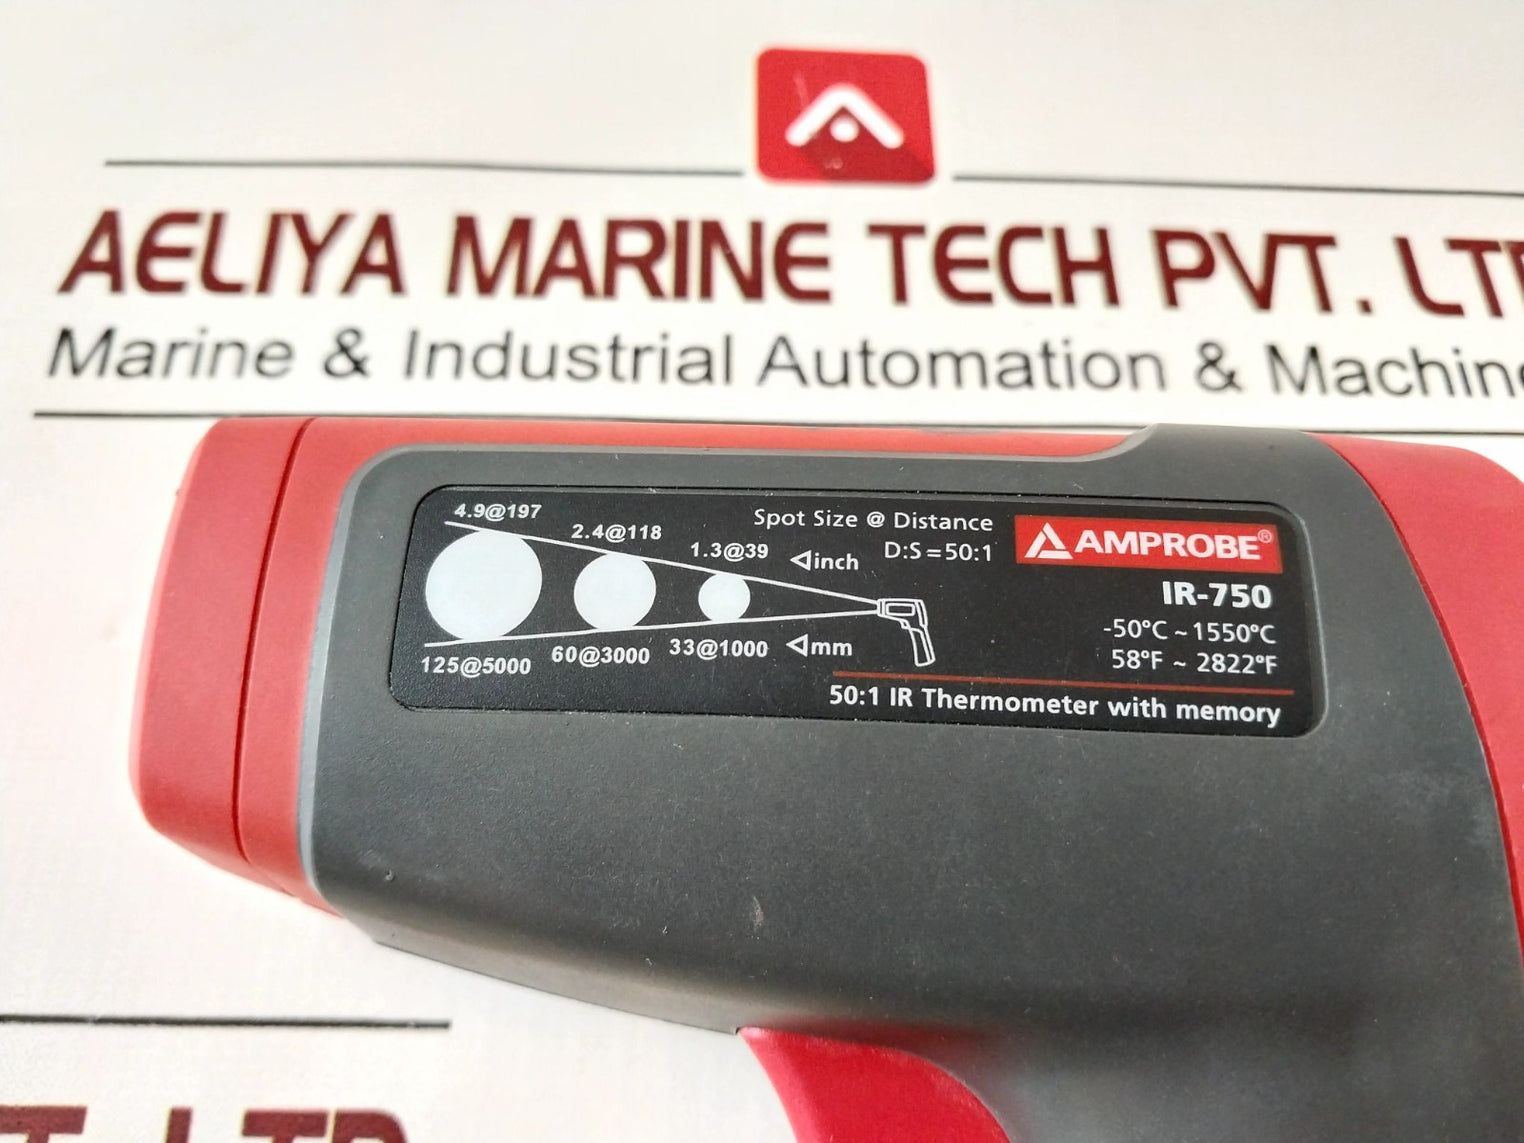 AELIYA MARINE TECH PVT. LT
Marine & Industrial Automation & Machine
4.9@197
2.4@118
1.3@39
inch
Spot Size @ Distance
D:S=50:1
AMPROBE®
IR-750
-50°C ~ 1550°C
58°F ~ 2822°F
125@5000
60@3000
33@1000
mm
50:1 IR Thermometer with memory
T. LTD